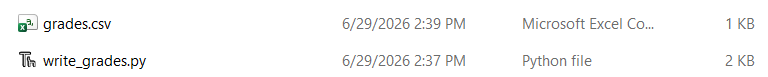 grades.csv 6/29/2026 2:39 PM Microsoft Excel Co... 1 KB
write_grades.py 6/29/2026 2:37 PM Python file 2 KB